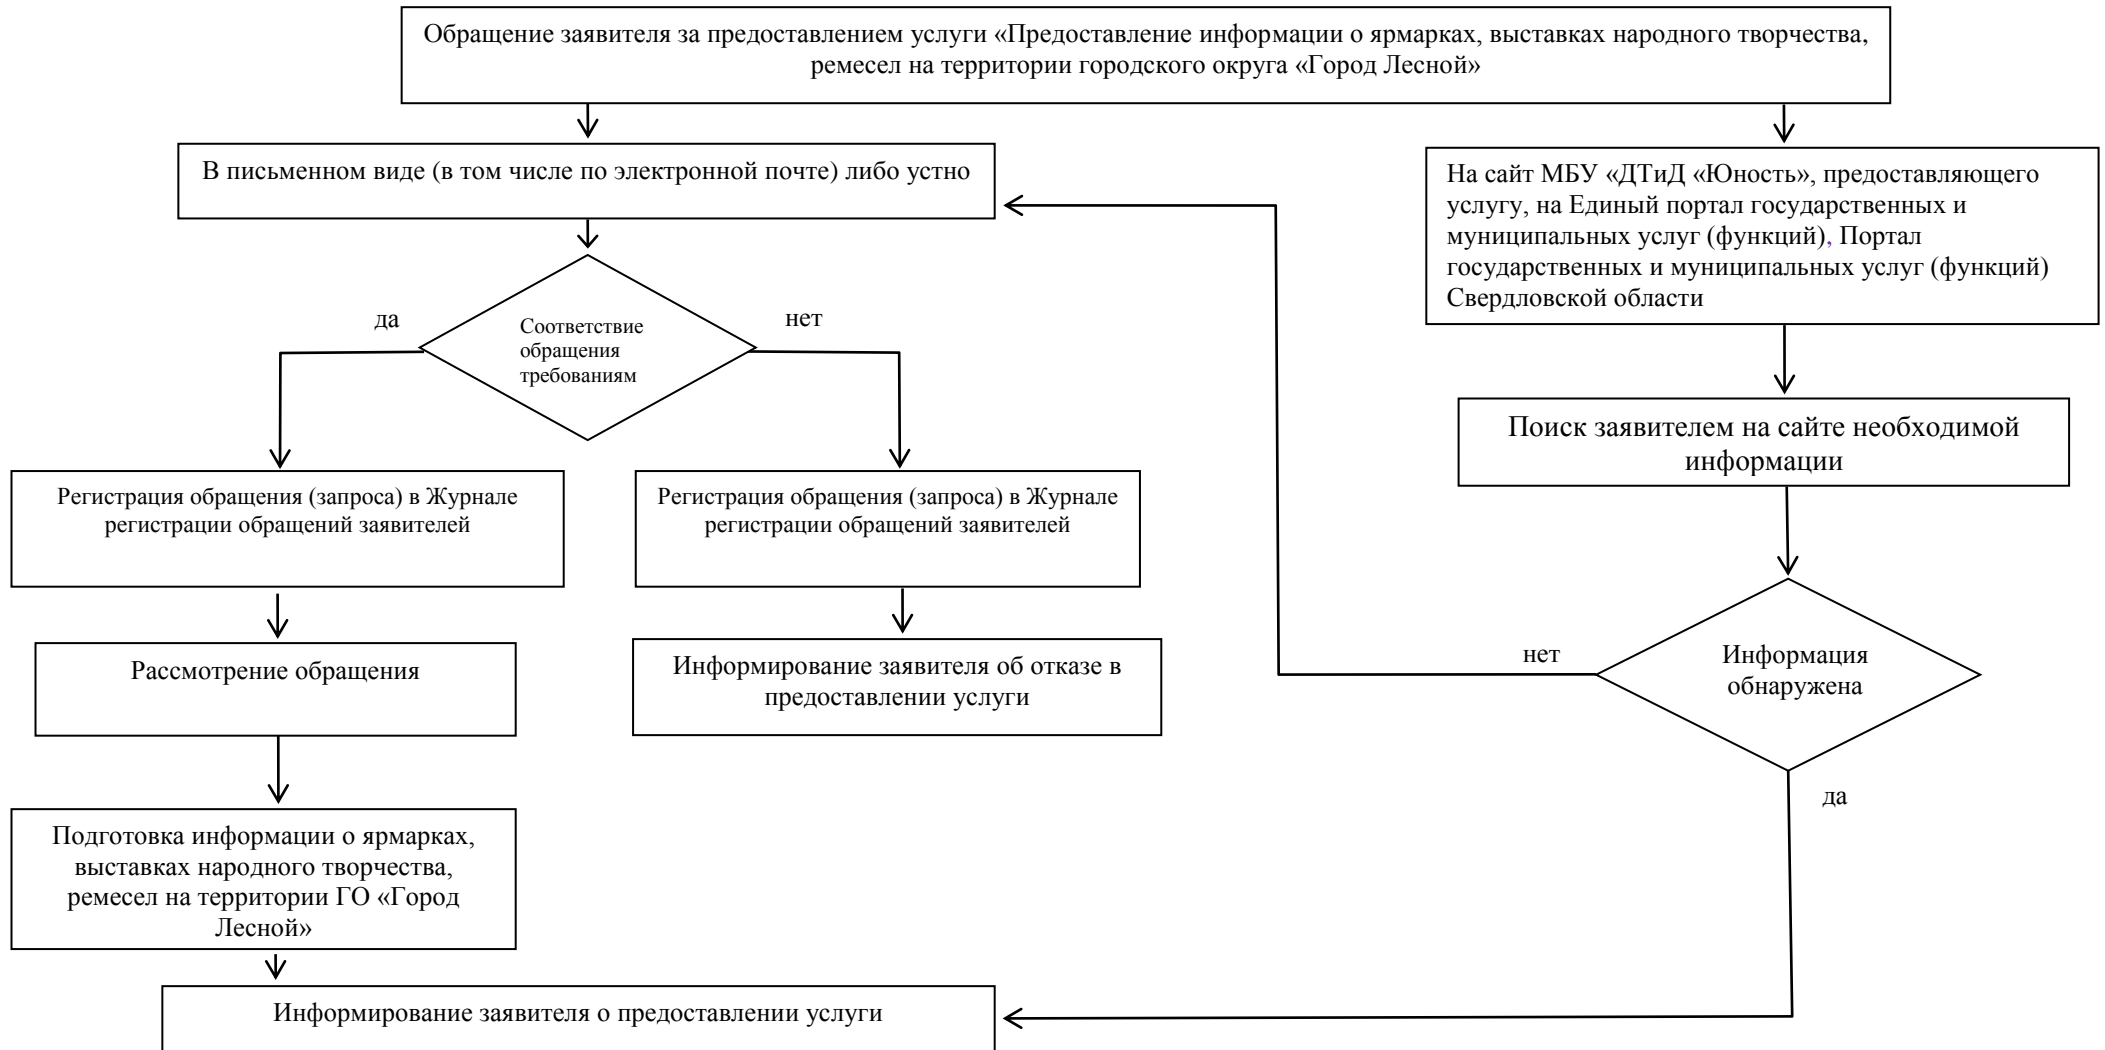 Обращение заявителя за предоставлением услуги «Предоставление информации о ярмарках, выставках народного творчества,
ремесел на территории городского округа «Город Лесной»
В письменном виде (в том числе по электронной почте) либо устно
На сайт МБУ «ДТиД «Юность», предоставляющего
услугу, на Единый портал государственных и
муниципальных услуг (функций), Портал
государственных и муниципальных услуг (функций)
Свердловской области
да
нет
Соответствие
обращения
требованиям
Поиск заявителем на сайте необходимой
информации
Регистрация обращения (запроса) в Журнале
регистрации обращений заявителей
Регистрация обращения (запроса) в Журнале
регистрации обращений заявителей
Рассмотрение обращения
Информирование заявителя об отказе в
предоставлении услуги
нет
Информация
обнаружена
да
Подготовка информации о ярмарках,
выставках народного творчества,
ремесел на территории ГО «Город
Лесной»
Информирование заявителя о предоставлении услуги